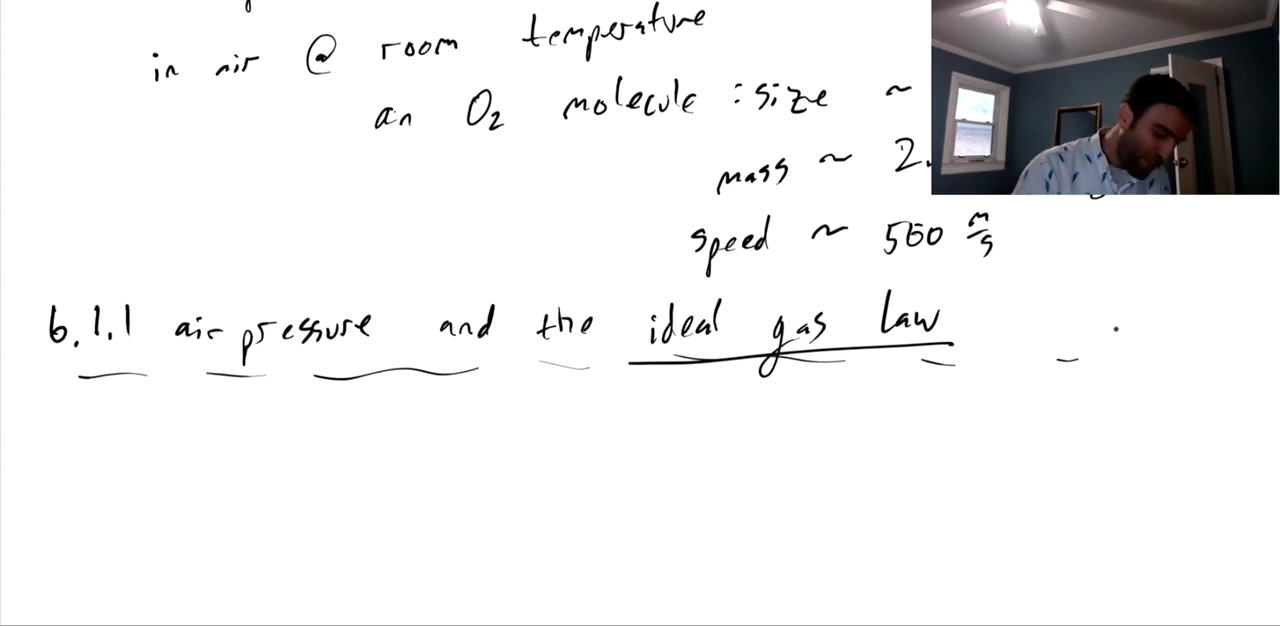 in air @ room temperature
an O₂ molecule : size ~
mass ~ 2.
speed ~ 500 m/s
6.1.1 air pressure and the ideal gas law